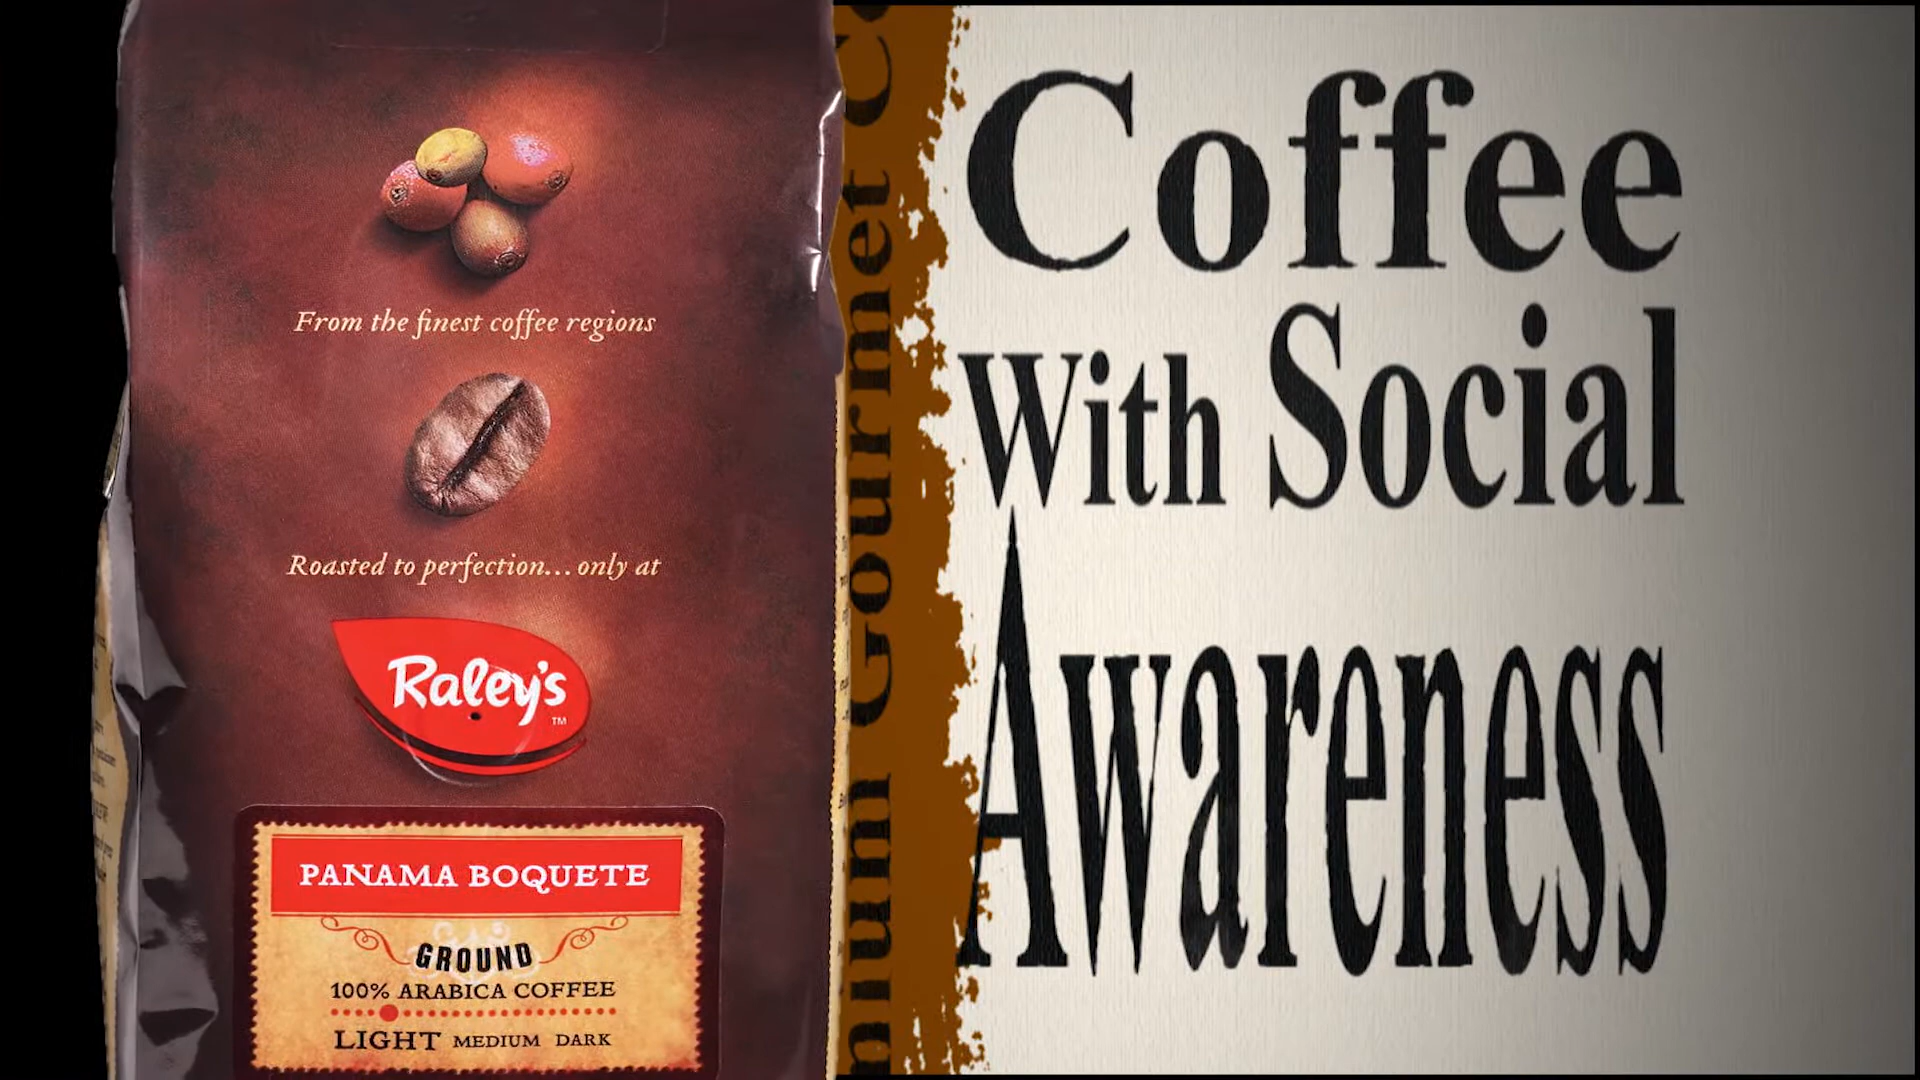 From the finest coffee regions
Roasted to perfection...only at
Raley's
TM
PANAMA BOQUETE
GROUND
100% ARABICA COFFEE
LIGHT MEDIUM DARK
Gourmet
Coffee
With Social
Awareness